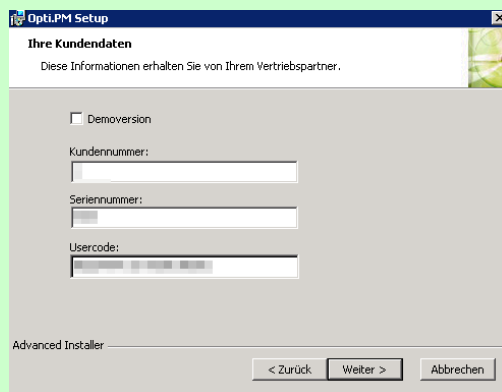 Opti.PM Setup
Ihre Kundendaten
Diese Informationen erhalten Sie von Ihrem Vertriebspartner.
Demoversion
Kundennummer:
Seriennummer:
Usercode:
Advanced Installer
< Zurück Weiter > Abbrechen